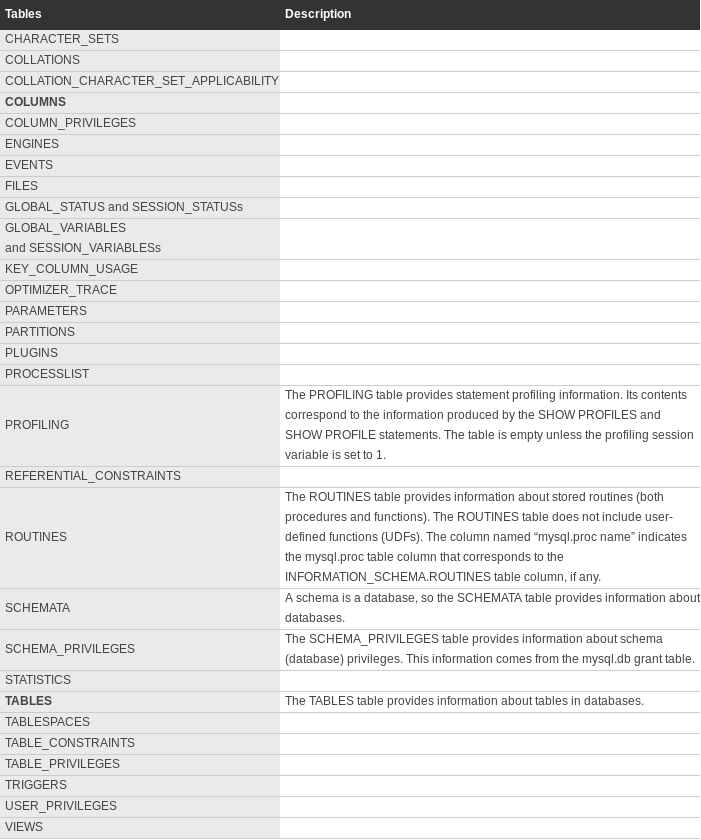 Tables Description
CHARACTER_SETS
COLLATIONS
COLLATION_CHARACTER_SET_APPLICABILITY
COLUMNS
COLUMN_PRIVILEGES
ENGINES
EVENTS
FILES
GLOBAL_STATUS and SESSION_STATUSs
GLOBAL_VARIABLES
and SESSION_VARIABLESs
KEY_COLUMN_USAGE
OPTIMIZER_TRACE
PARAMETERS
PARTITIONS
PLUGINS
PROCESSLIST
PROFILING
The PROFILING table provides statement profiling information. Its contents
correspond to the information produced by the SHOW PROFILES and
SHOW PROFILE statements. The table is empty unless the profiling session
variable is set to 1.
REFERENTIAL_CONSTRAINTS
ROUTINES
The ROUTINES table provides information about stored routines (both
procedures and functions). The ROUTINES table does not include user-
defined functions (UDFs). The column named “mysql.proc name” indicates
the mysql.proc table column that corresponds to the
INFORMATION_SCHEMA.ROUTINES table column, if any.
SCHEMATA
A schema is a database, so the SCHEMATA table provides information about
databases.
SCHEMA_PRIVILEGES
The SCHEMA_PRIVILEGES table provides information about schema
(database) privileges. This information comes from the mysql.db grant table.
STATISTICS
TABLES The TABLES table provides information about tables in databases.
TABLESPACES
TABLE_CONSTRAINTS
TABLE_PRIVILEGES
TRIGGERS
USER_PRIVILEGES
VIEWS